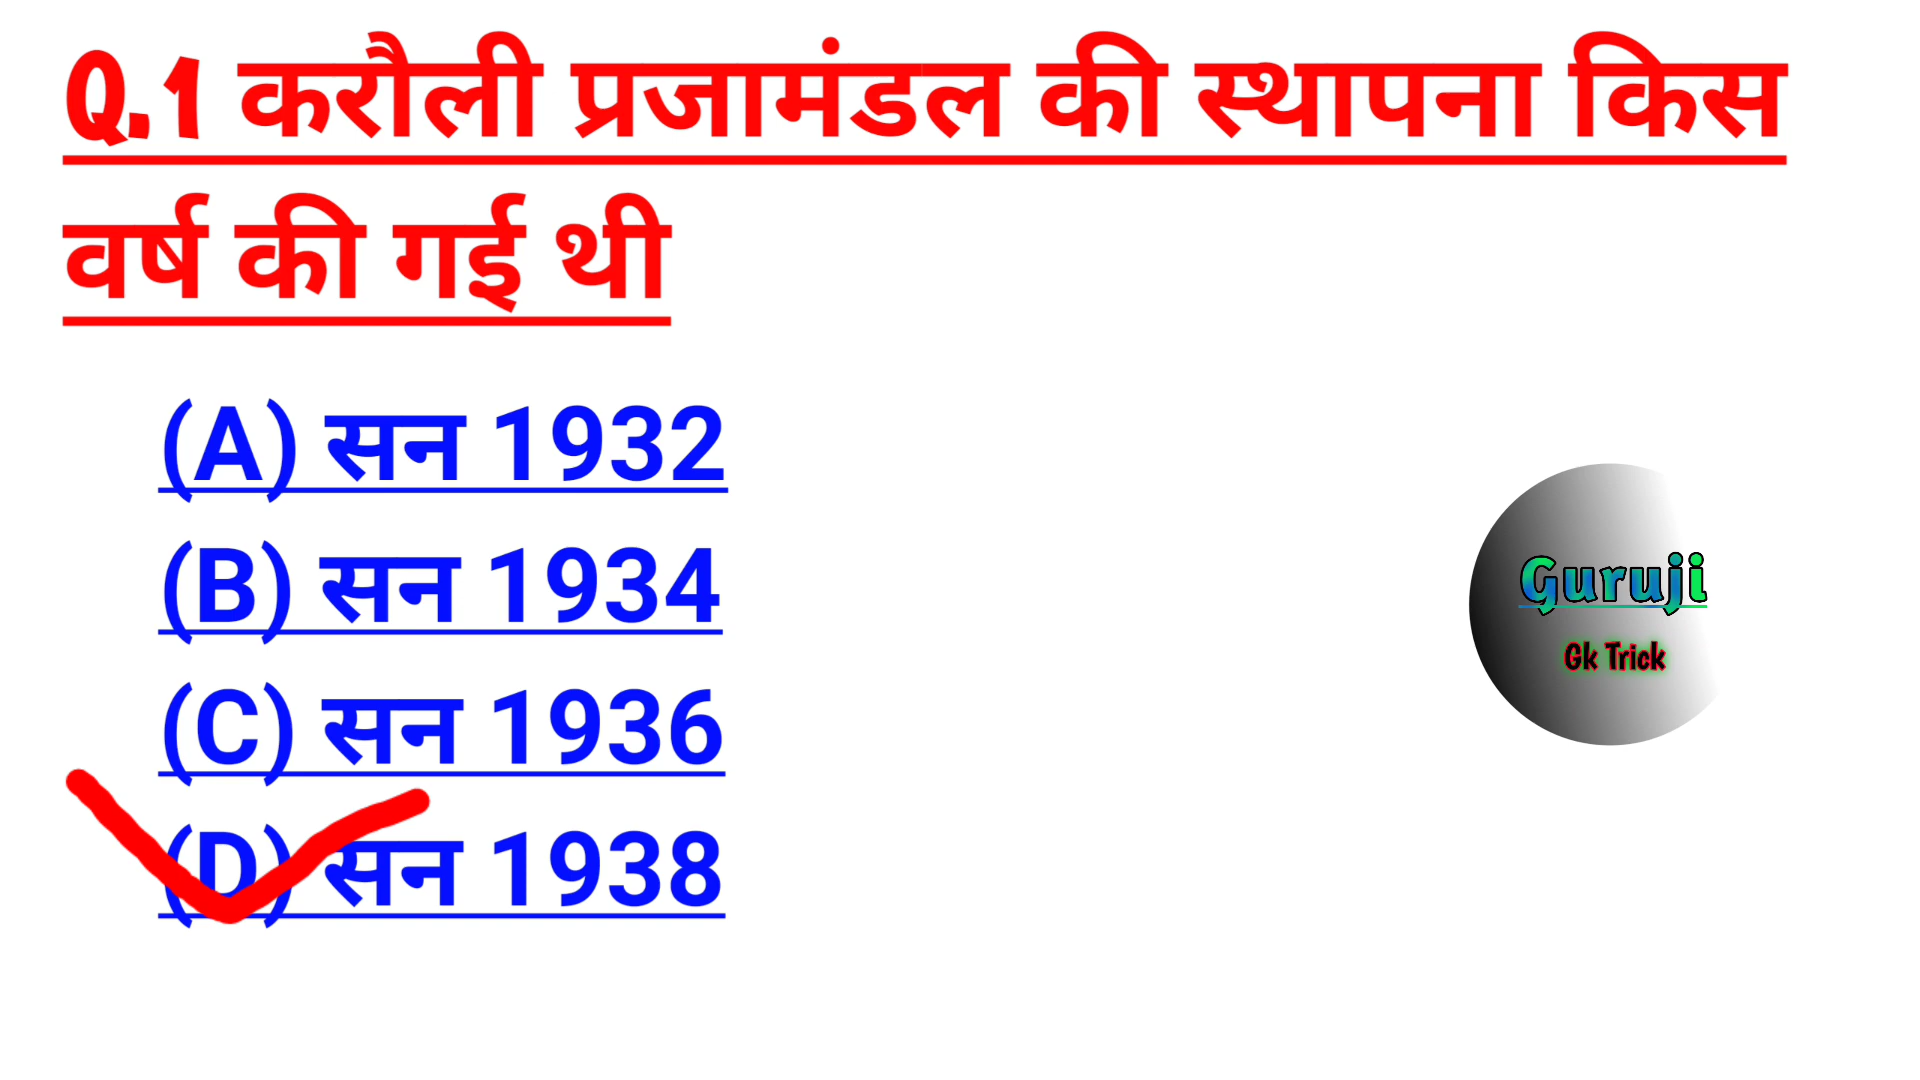 Q.1 करौली प्रजामंडल की स्थापना किस
वर्ष की गई थी
(A) सन 1932
(B) सन 1934
(C) सन 1936
(D) सन 1938
Guruji
Gk Trick